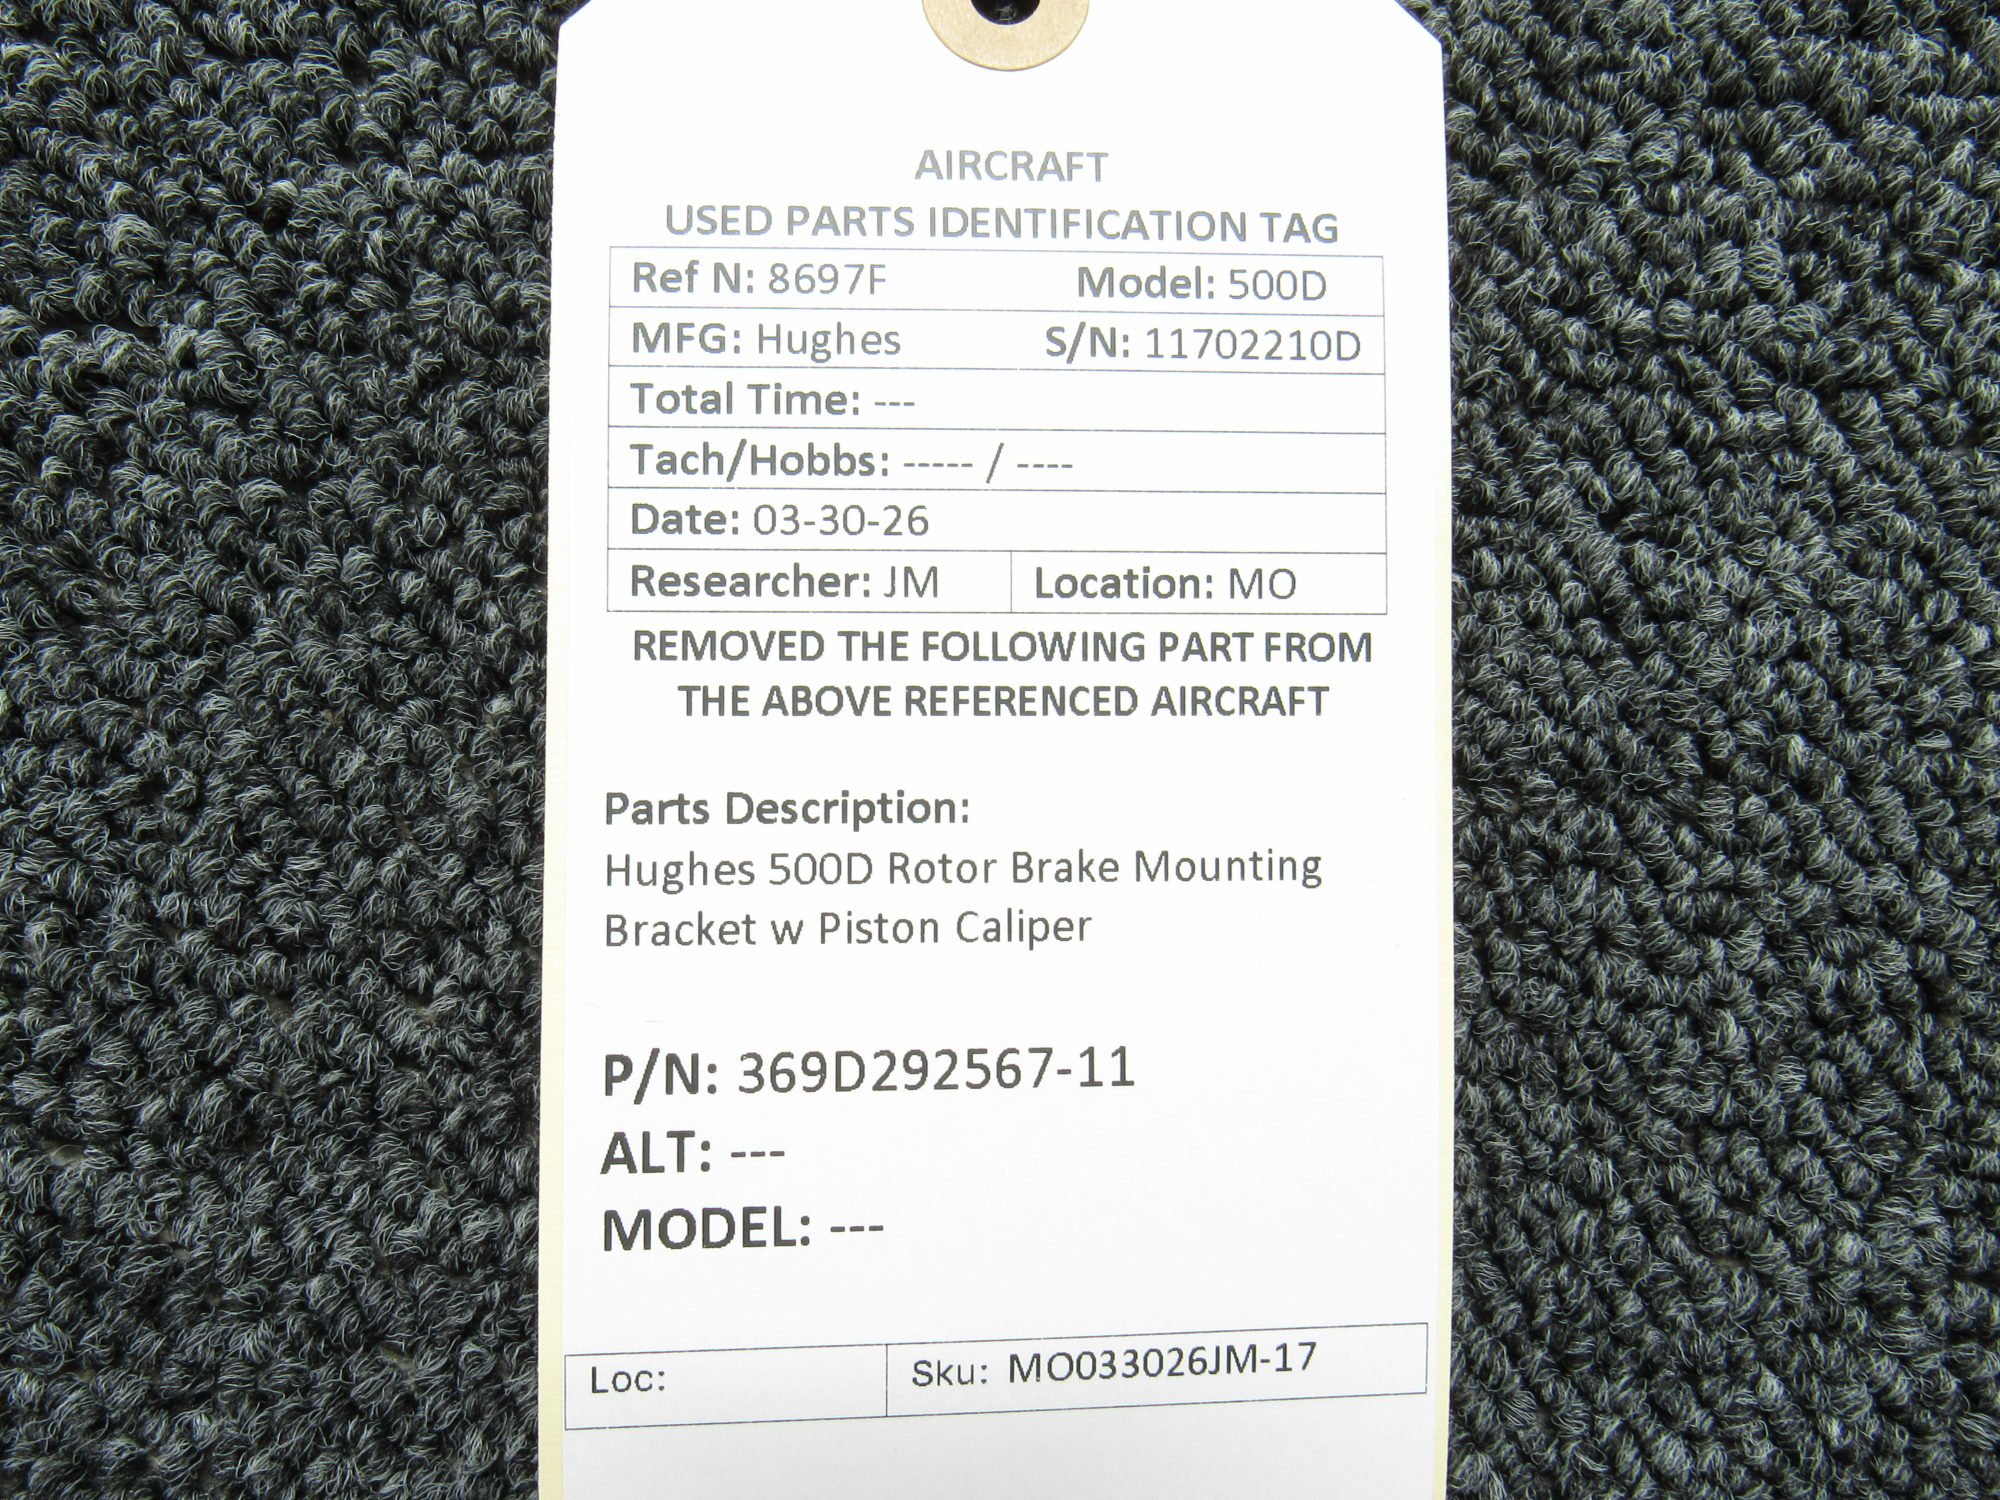 AIRCRAFT
USED PARTS IDENTIFICATION TAG
Ref N: 8697F Model: 500D
MFG: Hughes S/N: 11702210D
Total Time: ---
Tach/Hobbs: ----- / ----
Date: 03-30-26
Researcher: JM Location: MO
REMOVED THE FOLLOWING PART FROM
THE ABOVE REFERENCED AIRCRAFT
Parts Description:
Hughes 500D Rotor Brake Mounting
Bracket w Piston Caliper
P/N: 369D292567-11
ALT: ---
MODEL: ---
Loc: Sku: MO033026JM-17